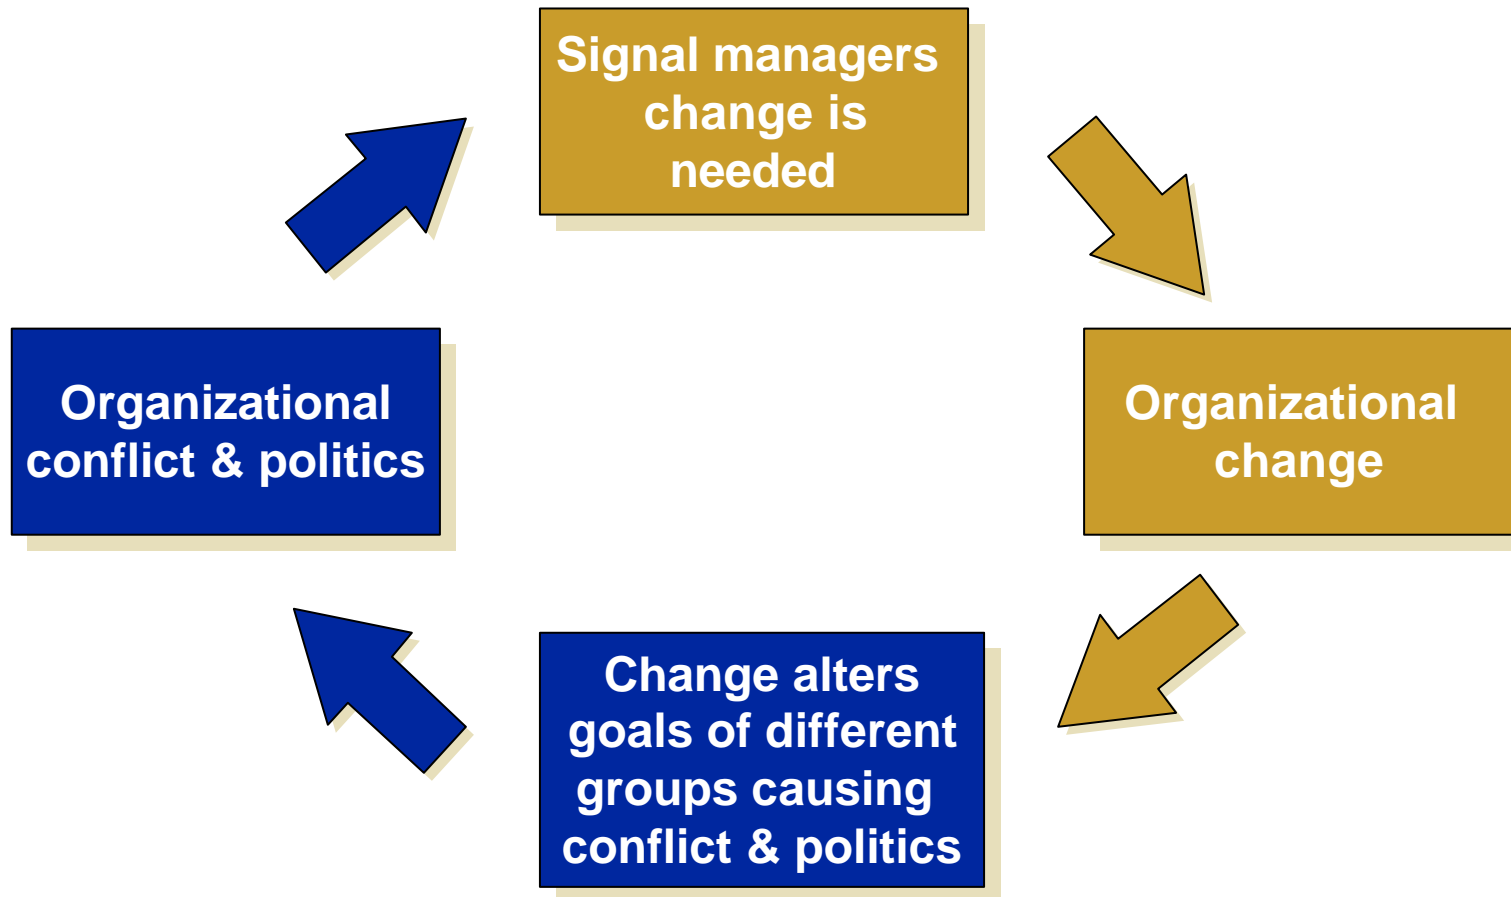 Signal managers
change is
needed
Organizational
conflict & politics
Organizational
change
Change alters
goals of different
groups causing
conflict & politics